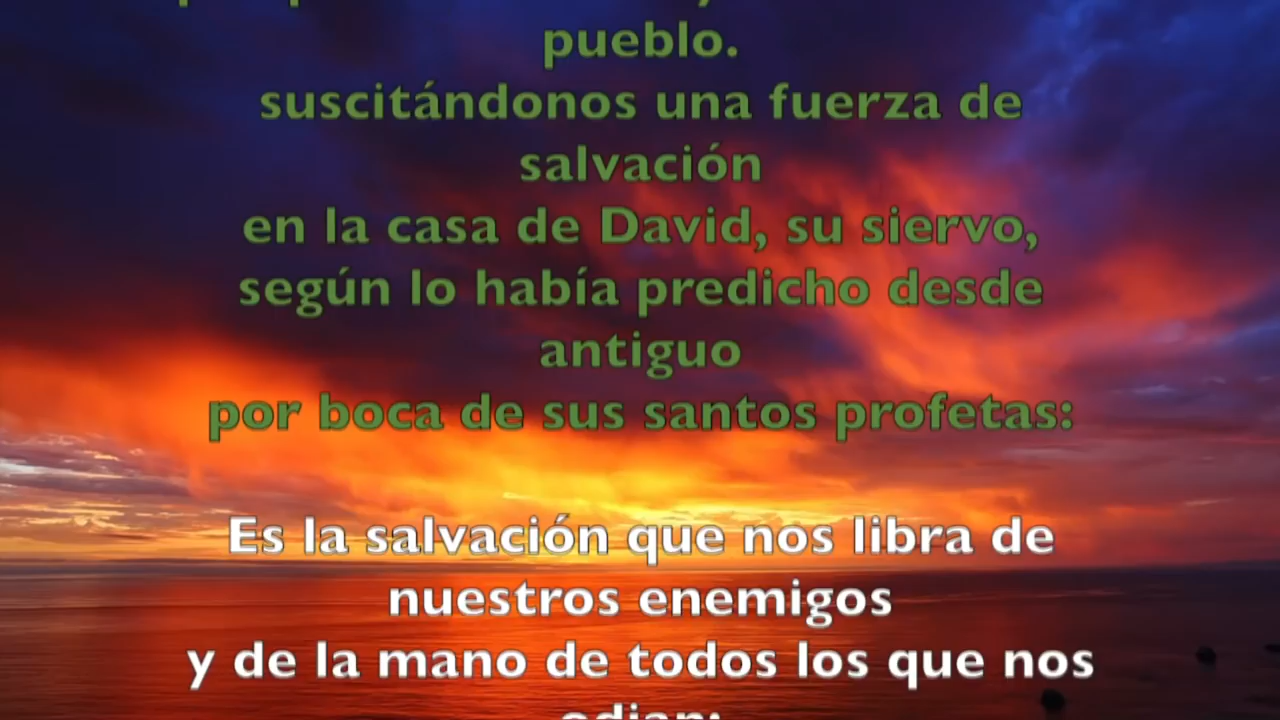 pueblo.
suscitándonos una fuerza de
salvación
en la casa de David, su siervo,
según lo había predicho desde
antiguo
por boca de sus santos profetas:
Es la salvación que nos libra de
nuestros enemigos
y de la mano de todos los que nos
odian;